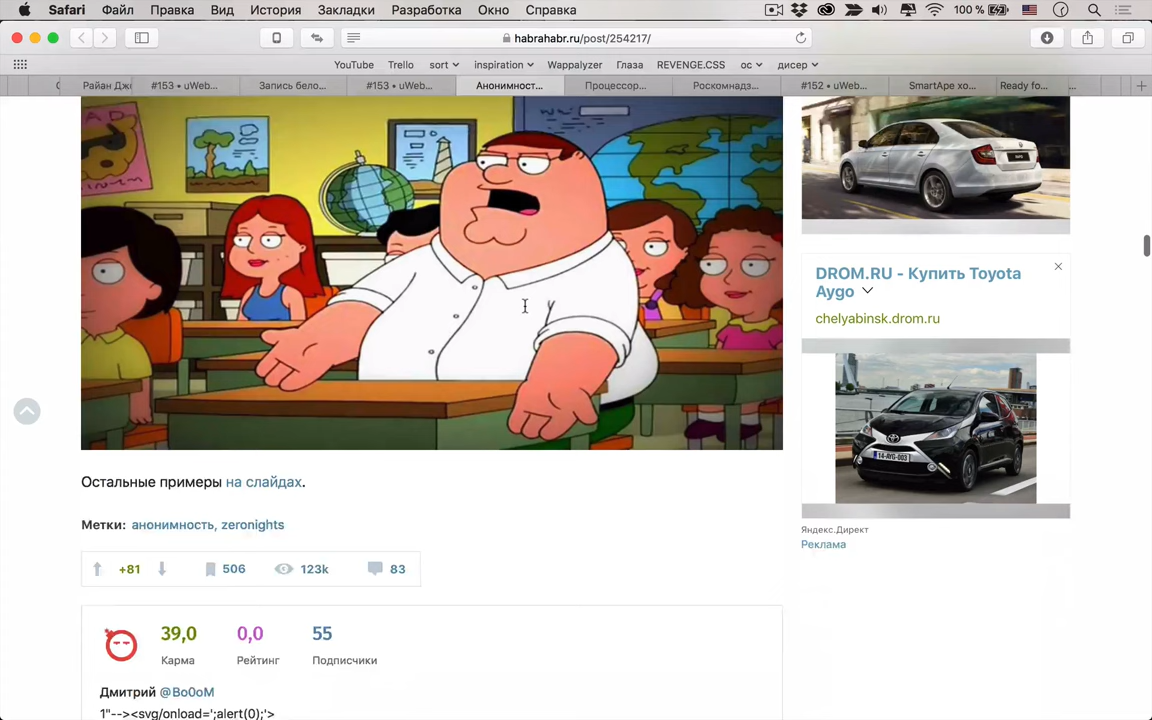 Safari Файл Правка Вид История Закладки Разработка Окно Справка 100 %
habrahabr.ru/post/254217/
YouTube Trello sort inspiration Wappalyzer Глаза REVENGE.CSS ос дисер
Райан Джо #153 • uWeb... Запись бело... #153 • uWeb... Анонимност... Процессор... Роскомнадз... #152 • uWeb... SmartApe хо... Ready fo... ...
DROM.RU - Купить Toyota
Aygo
chelyabinsk.drom.ru
14-AYG-003
Яндекс.Директ
Реклама
Остальные примеры на слайдах.
Метки: анонимность, zeronights
+81 506 123k 83
39,0 0,0 55
Карма Рейтинг Подписчики
Дмитрий @Bo0oM
1"--><svg/onload=';alert(0);'>